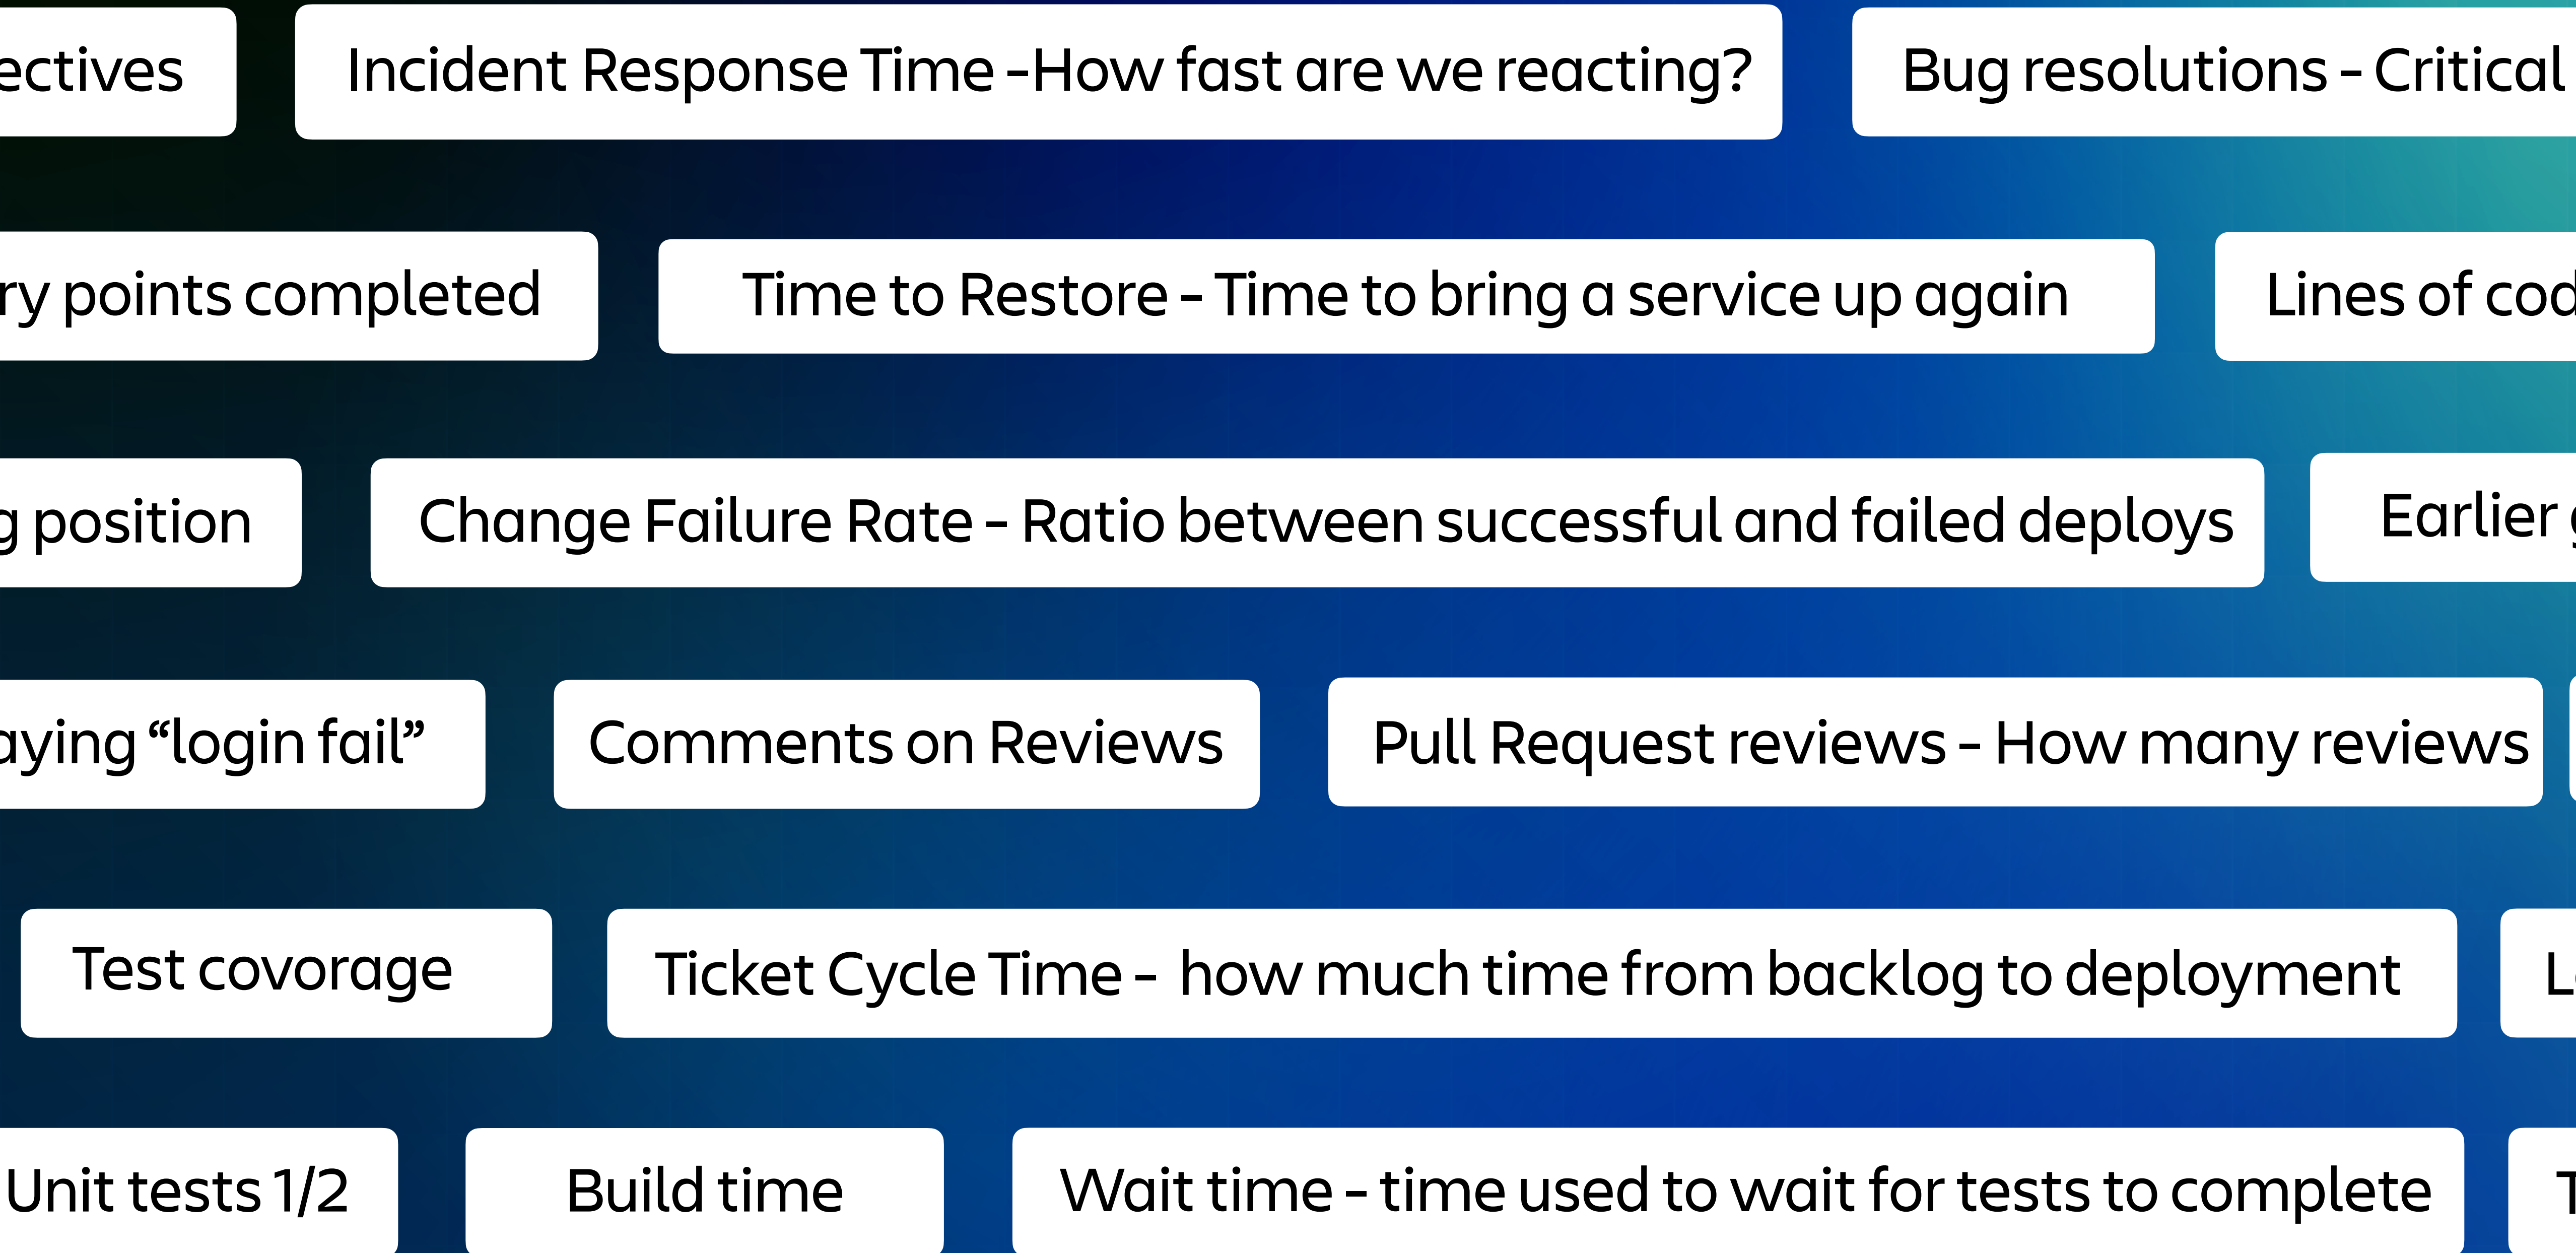 ectives
Incident Response Time -How fast are we reacting?
Bug resolutions - Critical
ry points completed
Time to Restore - Time to bring a service up again
Lines of cod
g position
Change Failure Rate - Ratio between successful and failed deploys
Earlier
aying “login fail”
Comments on Reviews
Pull Request reviews - How many reviews
Test covorage
Ticket Cycle Time - how much time from backlog to deployment
Unit tests 1/2
Build time
Wait time - time used to wait for tests to complete